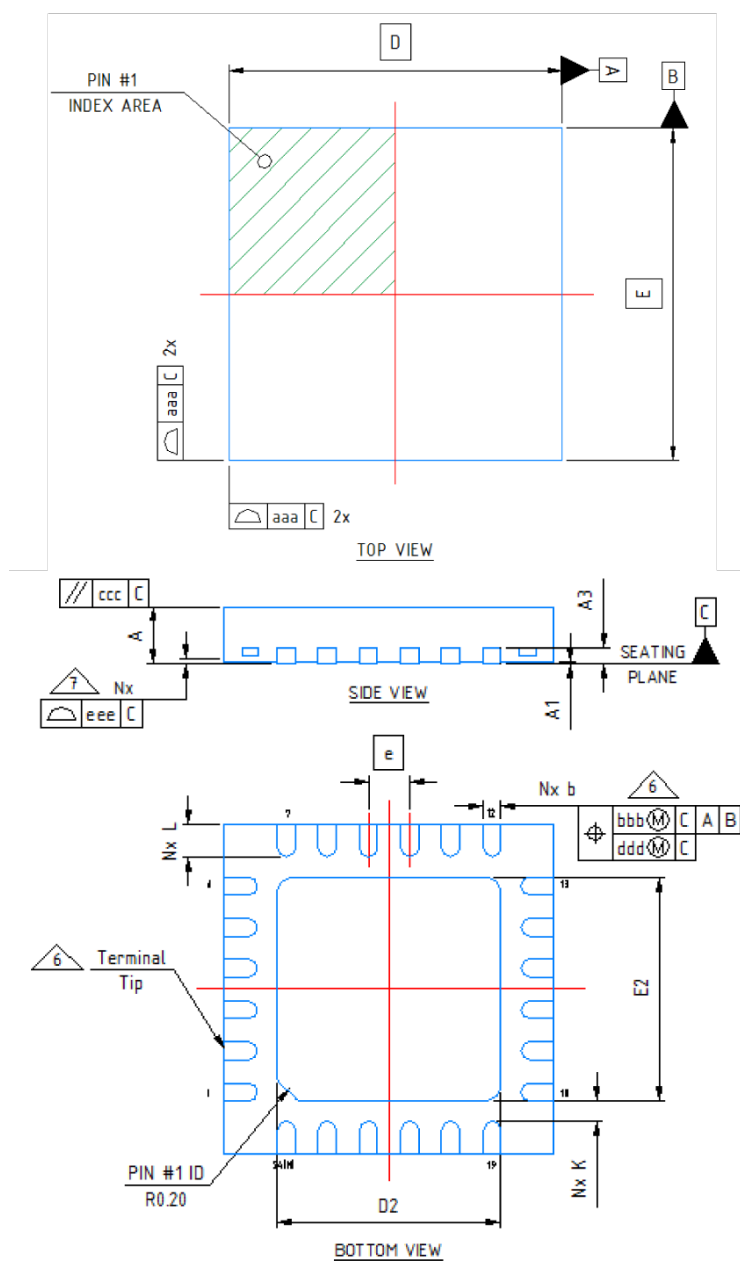 D
A
B
PIN #1
INDEX AREA
E
2x
aaa C
aaa C 2x
TOP VIEW
// ccc C
A
A3
C
SEATING
PLANE
7 Nx
eee C
SIDE VIEW
A1
e
Nx b
6
bbb Ⓜ C A B
ddd Ⓜ C
7
12
Nx L
13
6 Terminal
Tip
E2
1
18
24(N)
19
PIN #1 ID
R0.20
D2
Nx K
BOTTOM VIEW